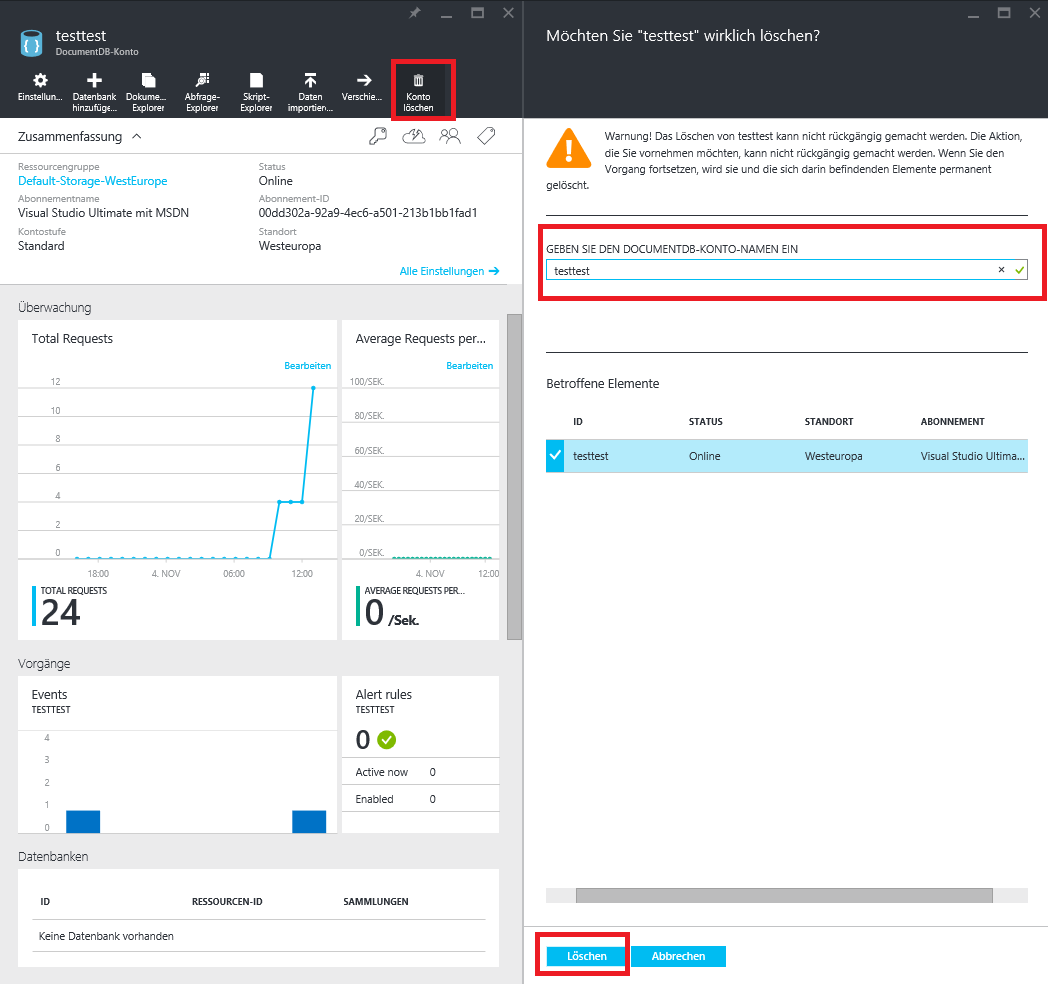 testtest
DocumentDB-Konto
Einstellun...
Datenbank hinzufüge...
Dokume... Explorer
Abfrage-Explorer
Skript-Explorer
Daten importieren...
Verschie...
Konto löschen
Zusammenfassung
Ressourcengruppe
Default-Storage-WestEurope
Status
Online
Abonnementname
Visual Studio Ultimate mit MSDN
Abonnement-ID
00dd302a-92a9-4ec6-a501-213b1bb1fad1
Kontostufe
Standard
Standort
Westeuropa
Alle Einstellungen
Überwachung
Total Requests
Bearbeiten
12
10
8
6
4
2
0
18:00 4. NOV 06:00 12:00
TOTAL REQUESTS
24
Average Requests per...
Bearbeiten
100/SEK.
80/SEK.
60/SEK.
40/SEK.
20/SEK.
0/SEK.
4. NOV 12:00
AVERAGE REQUESTS PER...
0 /Sek.
Vorgänge
Events
TESTTEST
4
3
2
1
0
Alert rules
TESTTEST
0
Active now 0
Enabled 0
Datenbanken
ID RESSOURCEN-ID SAMMLUNGEN
Keine Datenbank vorhanden
Möchten Sie "testtest" wirklich löschen?
Warnung! Das Löschen von testtest kann nicht rückgängig gemacht werden. Die Aktion,
die Sie vornehmen möchten, kann nicht rückgängig gemacht werden. Wenn Sie den
Vorgang fortsetzen, wird sie und die sich darin befindenden Elemente permanent
gelöscht.
GEBEN SIE DEN DOCUMENTDB-KONTO-NAMEN EIN
testtest
Betroffene Elemente
ID STATUS STANDORT ABONNEMENT
testtest Online Westeuropa Visual Studio Ultima...
Löschen Abbrechen